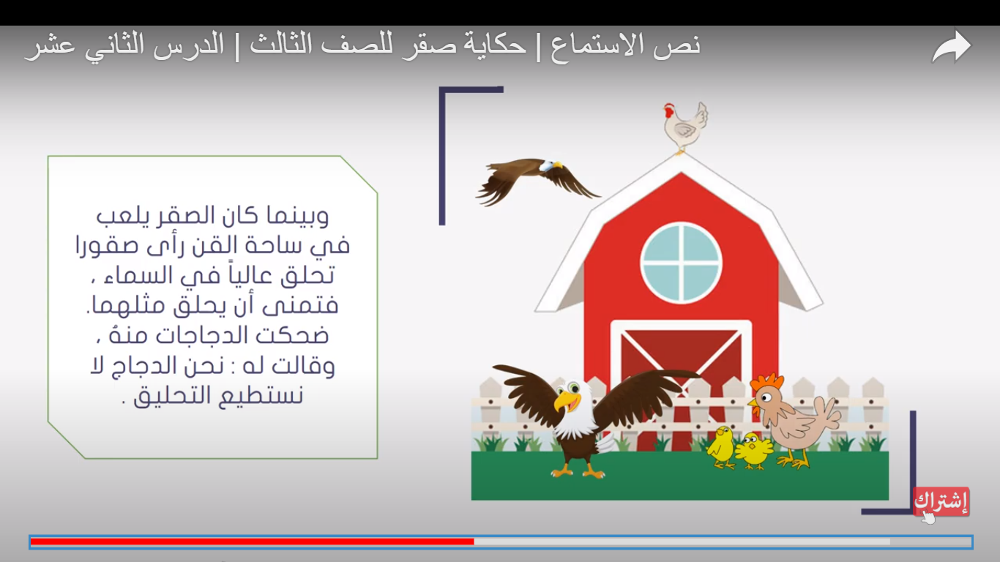 نص الاستماع | حكاية صقر للصف الثالث | الدرس الثاني عشر
وبينما كان الصقر يلعب
في ساحة القن رأى صقورا
تحلق عالياً في السماء ،
فتمنى أن يحلق مثلهما.
ضحكت الدجاجات منهُ ،
وقالت له : نحن الدجاج لا
نستطيع التحليق .
إشتراك